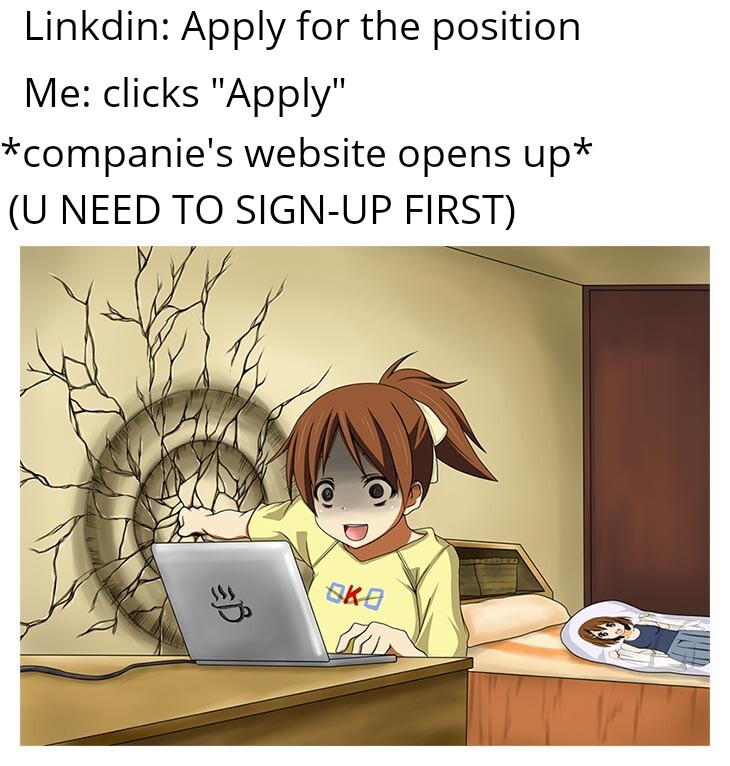 Linkdin: Apply for the position
Me: clicks "Apply"
*companie's website opens up*
(U NEED TO SIGN-UP FIRST)
OKO